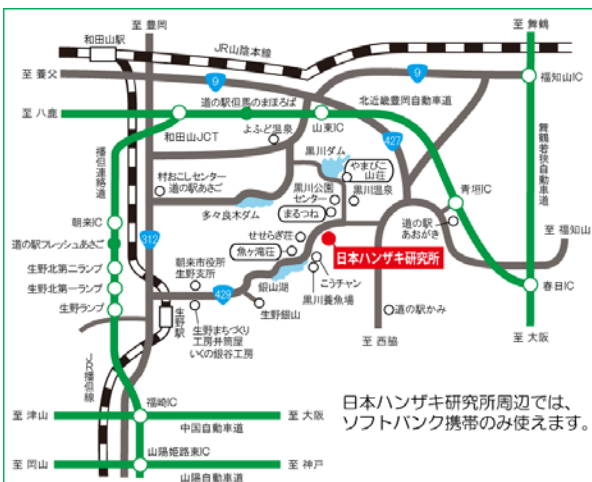 至 豊岡
至 舞鶴
和田山駅
JR山陰本線
至 養父
9
9
福知山IC
至 八鹿
道の駅但馬のまほろば
北近畿豊岡自動車道
和田山JCT
よふど温泉
山東IC
427
舞鶴若狭自動車道
播但連絡道
黒川ダム
やまびこ
山荘
村おこしセンター
道の駅あさご
黒川公園
センター
黒川温泉
青垣IC
まるつね
多々良木ダム
朝来IC
道の駅
あおがき
至 福知山
道の駅フレッシュあさご
312
せせらぎ荘
魚ヶ滝荘
日本ハンザキ研究所
生野北第二ランプ
朝来市役所
生野支所
銀山湖
こうチャン
春日IC
生野北第一ランプ
429
黒川養魚場
生野ランプ
生野駅
生野銀山
道の駅かみ
生野まちづくり
工房井筒屋
いくの銀谷工房
至 西脇
至 大阪
JR播但線
福崎IC
至 津山
至 大阪
中国自動車道
日本ハンザキ研究所周辺では、
ソフトバンク携帯のみ使えます。
山陽姫路東IC
至 岡山
至 神戸
山陽自動車道